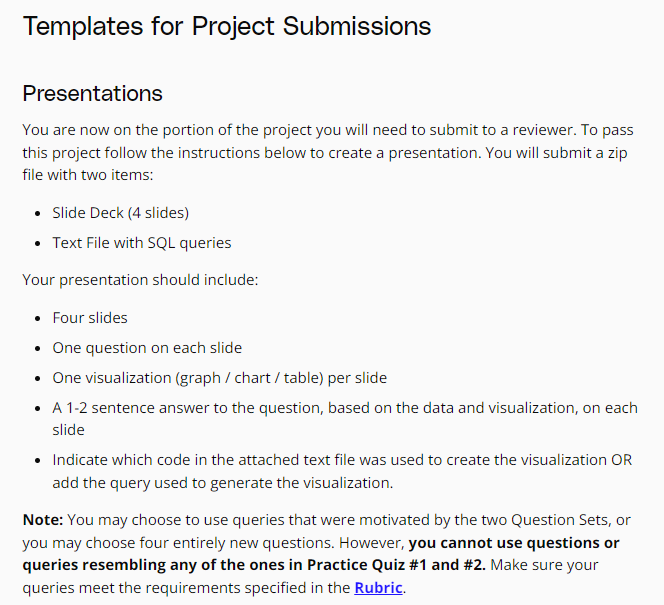 Templates for Project Submissions
Presentations
You are now on the portion of the project you will need to submit to a reviewer. To pass
this project follow the instructions below to create a presentation. You will submit a zip
file with two items:
• Slide Deck (4 slides)
• Text File with SQL queries
Your presentation should include:
• Four slides
• One question on each slide
• One visualization (graph / chart / table) per slide
• A 1-2 sentence answer to the question, based on the data and visualization, on each
slide
• Indicate which code in the attached text file was used to create the visualization OR
add the query used to generate the visualization.
Note: You may choose to use queries that were motivated by the two Question Sets, or
you may choose four entirely new questions. However, you cannot use questions or
queries resembling any of the ones in Practice Quiz #1 and #2. Make sure your
queries meet the requirements specified in the Rubric.